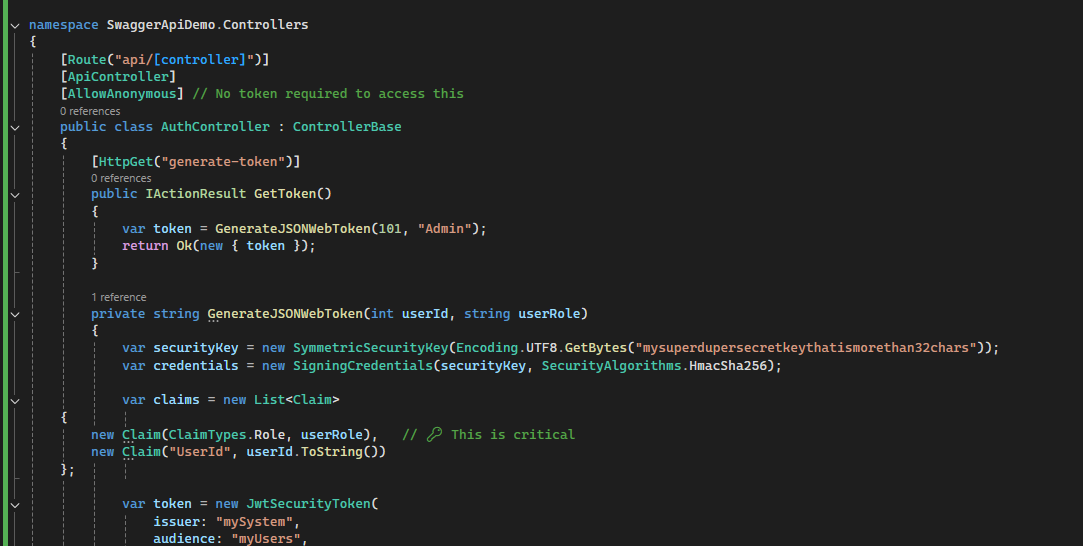 namespace SwaggerApiDemo.Controllers
{
[Route("api/[controller]")]
[ApiController]
[AllowAnonymous] // No token required to access this
0 references
public class AuthController : ControllerBase
{
[HttpGet("generate-token")]
0 references
public IActionResult GetToken()
{
var token = GenerateJSONWebToken(101, "Admin");
return Ok(new { token });
}
1 reference
private string GenerateJSONWebToken(int userId, string userRole)
{
var securityKey = new SymmetricSecurityKey(Encoding.UTF8.GetBytes("mysuperdupersecretkeythatismorethan32chars"));
var credentials = new SigningCredentials(securityKey, SecurityAlgorithms.HmacSha256);
var claims = new List<Claim>
{
new Claim(ClaimTypes.Role, userRole), // 🔑 This is critical
new Claim("UserId", userId.ToString())
};
var token = new JwtSecurityToken(
issuer: "mySystem",
audience: "myUsers",